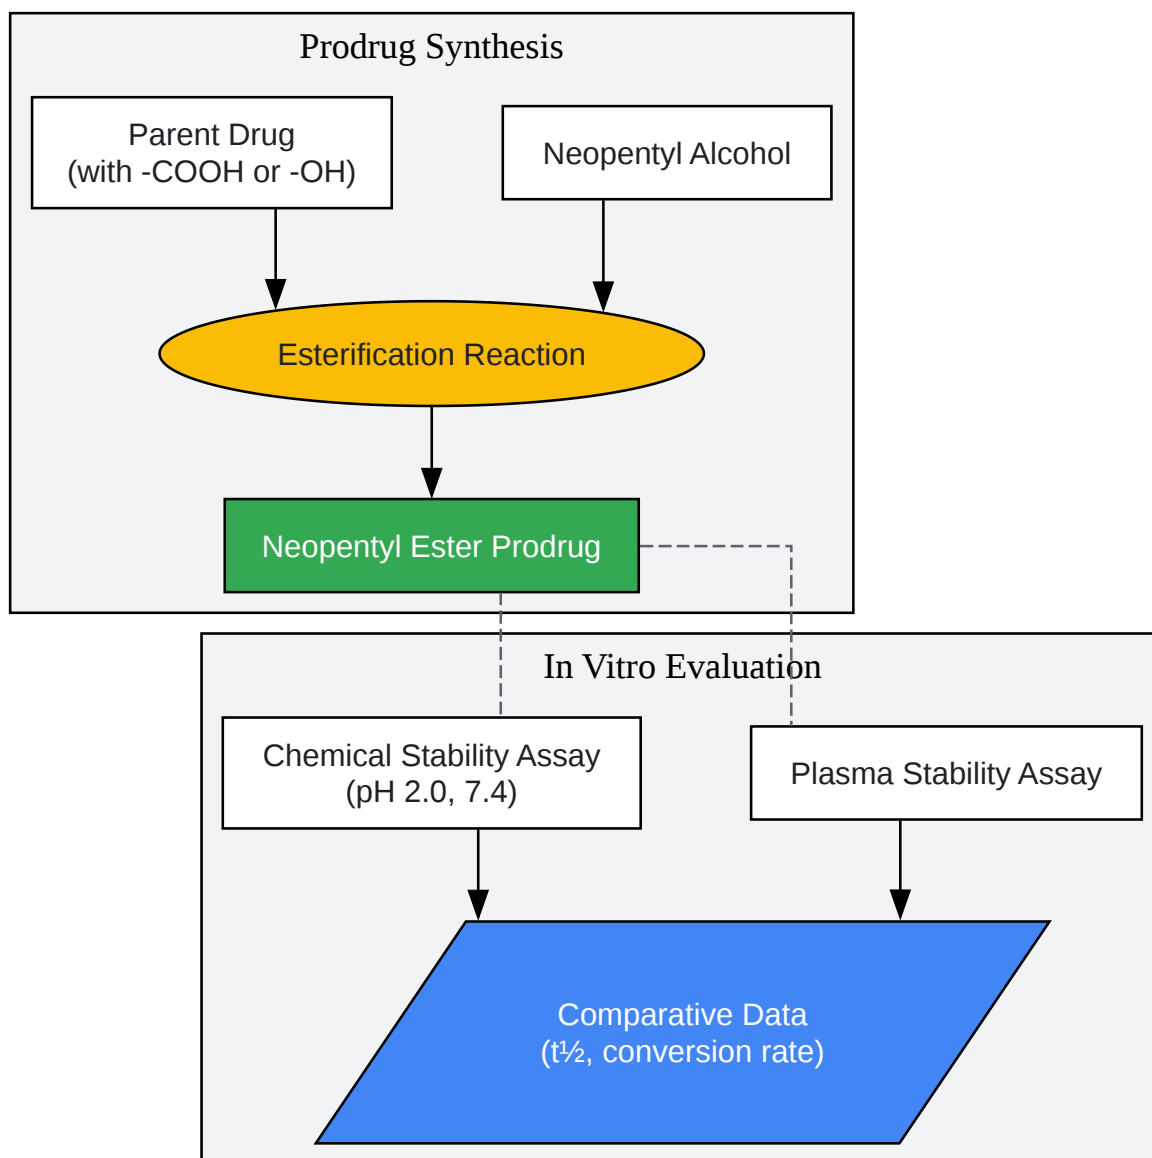 Prodrug Synthesis
Parent Drug
(with -COOH or -OH)
Neopentyl Alcohol
Esterification Reaction
Neopentyl Ester Prodrug
In Vitro Evaluation
Chemical Stability Assay
(pH 2.0, 7.4)
Plasma Stability Assay
Comparative Data
(t½, conversion rate)